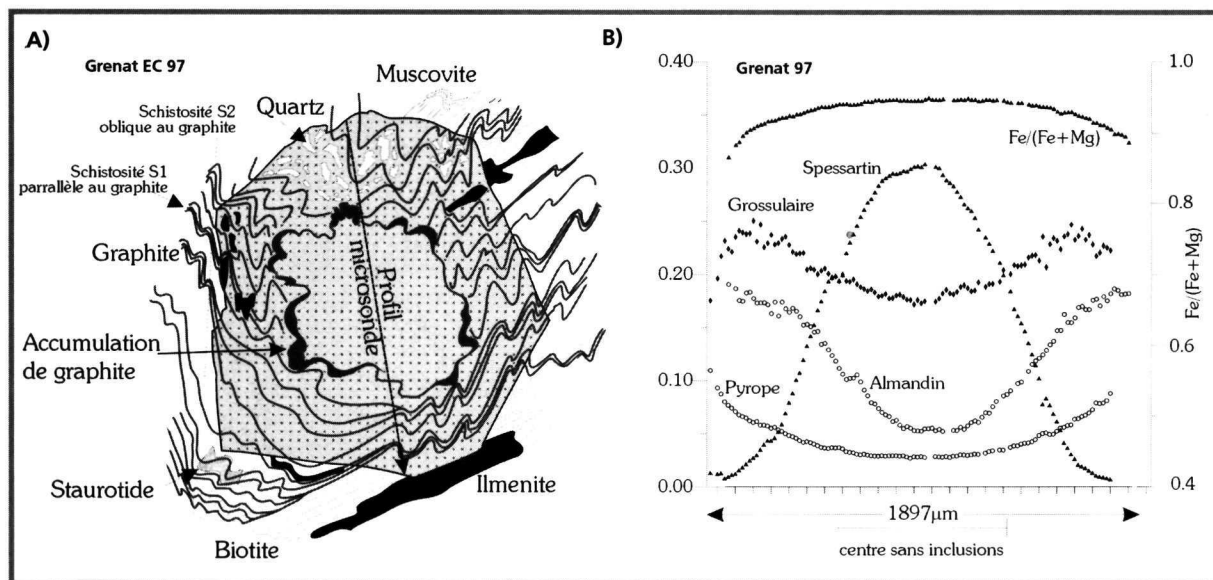 A)
Grenat EC 97
Muscovite
Quartz
Schistosité S2
oblique au graphite
Schistosité S1
parrallèle au graphite
Graphite
Profil
microsonde
Accumulation
de graphite
Staurotide
Biotite
Ilmenite
B)
Grenat 97
0.40
0.30
0.20
0.10
0.00
1.0
0.8
0.6
0.4
Fe/(Fe+Mg)
Fe/(Fe+Mg)
Spessartin
Grossulaire
Almandin
Pyrope
1897µm
centre sans inclusions